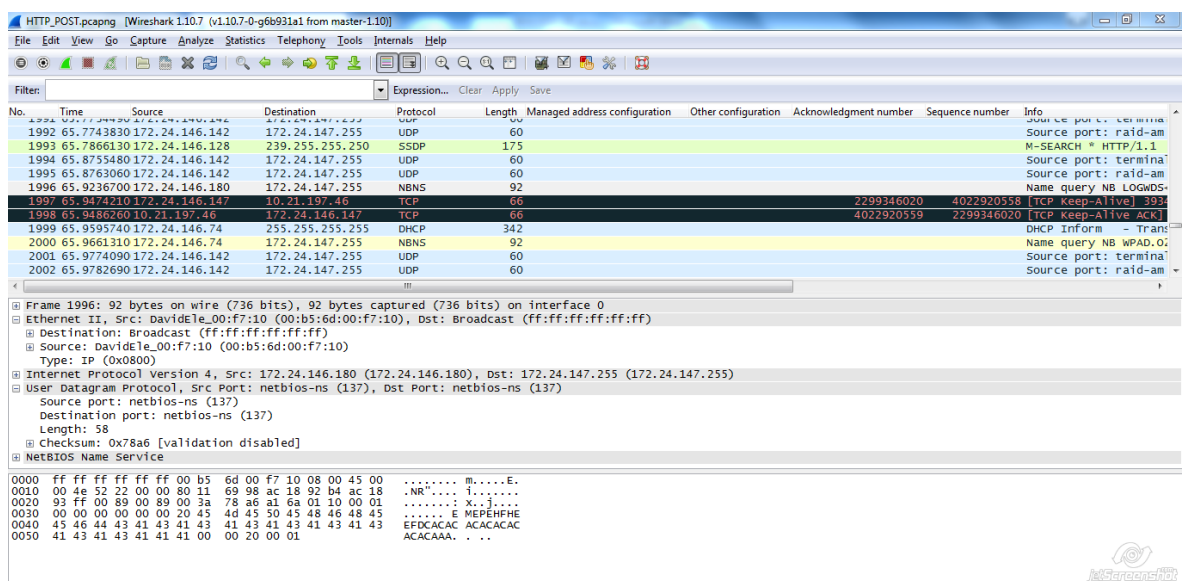 HTTP_POST.pcapng [Wireshark 1.10.7 (v1.10.7-0-g6b931a1 from master-1.10)]
File Edit View Go Capture Analyze Statistics Telephony Tools Internals Help
Filter: Expression... Clear Apply Save
No. Time Source Destination Protocol Length Managed address configuration Other configuration Acknowledgment number Sequence number Info
1992 65.7743830 172.24.146.142 172.24.147.255 UDP 60 Source port: raid-am
1993 65.7866130 172.24.146.128 239.255.255.250 SSDP 175 M-SEARCH * HTTP/1.1
1994 65.8755480 172.24.146.142 172.24.147.255 UDP 60 Source port: terminal
1995 65.8763060 172.24.146.142 172.24.147.255 UDP 60 Source port: raid-am
1996 65.9236700 172.24.146.180 172.24.147.255 NBNS 92 Name query NB LOGWDS<
1997 65.9474210 172.24.146.147 10.21.197.46 TCP 66 2299346020 4022920558 [TCP Keep-Alive] 3934
1998 65.9486260 10.21.197.46 172.24.146.147 TCP 66 4022920559 2299346020 [TCP Keep-Alive ACK]
1999 65.9595740 172.24.146.74 255.255.255.255 DHCP 342 DHCP Inform - Trans
2000 65.9661310 172.24.146.74 172.24.147.255 NBNS 92 Name query NB WPAD.OZ
2001 65.9774090 172.24.146.142 172.24.147.255 UDP 60 Source port: terminal
2002 65.9782690 172.24.146.142 172.24.147.255 UDP 60 Source port: raid-am
Frame 1996: 92 bytes on wire (736 bits), 92 bytes captured (736 bits) on interface 0
Ethernet II, Src: DavidEle_00:f7:10 (00:b5:6d:00:f7:10), Dst: Broadcast (ff:ff:ff:ff:ff:ff)
Destination: Broadcast (ff:ff:ff:ff:ff:ff)
Source: DavidEle_00:f7:10 (00:b5:6d:00:f7:10)
Type: IP (0x0800)
Internet Protocol Version 4, Src: 172.24.146.180 (172.24.146.180), Dst: 172.24.147.255 (172.24.147.255)
User Datagram Protocol, Src Port: netbios-ns (137), Dst Port: netbios-ns (137)
Source port: netbios-ns (137)
Destination port: netbios-ns (137)
Length: 58
Checksum: 0x78a6 [validation disabled]
NetBIOS Name Service
0000 ff ff ff ff ff ff 00 b5 6d 00 f7 10 08 00 45 00 ........ m.....E.
0010 00 4e 52 22 00 00 80 11 69 98 ac 18 92 b4 ac 18 .NR".... i.......
0020 93 ff 00 89 00 89 00 3a 78 a6 a1 6a 01 10 00 01 .......: x..j....
0030 00 00 00 00 00 00 20 45 4d 45 50 45 48 46 48 45 ...... E MEPEHFHE
0040 45 46 44 43 41 43 41 43 41 43 41 43 41 43 41 43 EFDCACAC ACACACAC
0050 41 43 41 43 41 41 41 00 00 20 00 01 ACACAAA. . ..
jetScreenshot